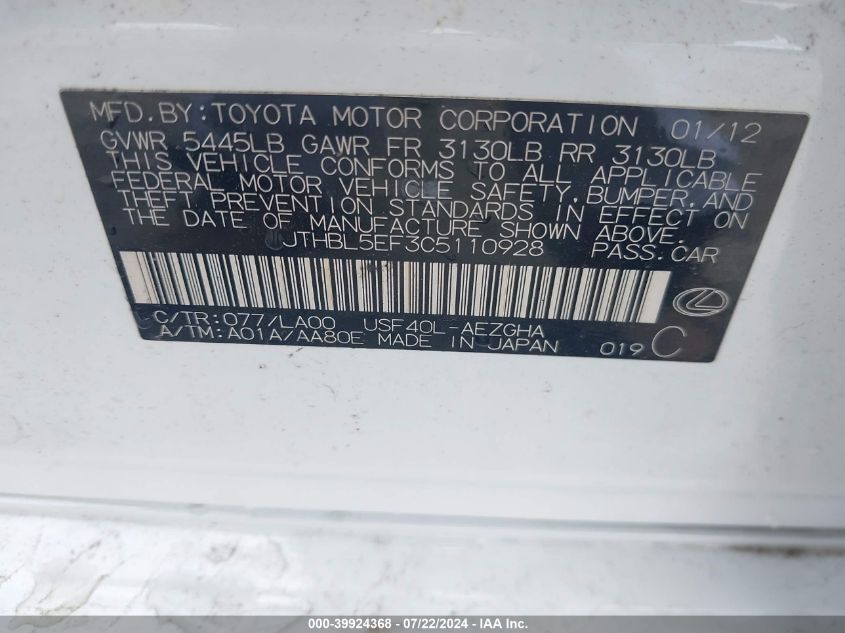 MFD.BY:TOYOTA MOTOR CORPORATION 01/12
GVWR 5445LB GAWR FR 3130LB RR 3130LB
THIS VEHICLE CONFORMS TO ALL APPLICABLE
FEDERAL MOTOR VEHICLE SAFETY,BUMPER,AND
THEFT PREVENTION STANDARDS IN EFFECT ON
THE DATE OF MANUFACTURE SHOWN ABOVE.
JTHBL5EF3C5110928 PASS.CAR
C/TR:077/LA00 USF40L-AEZGHA
A/TM:A01A/AA80E MADE IN JAPAN 019 C
000-39924368 - 07/22/2024 - IAA Inc.